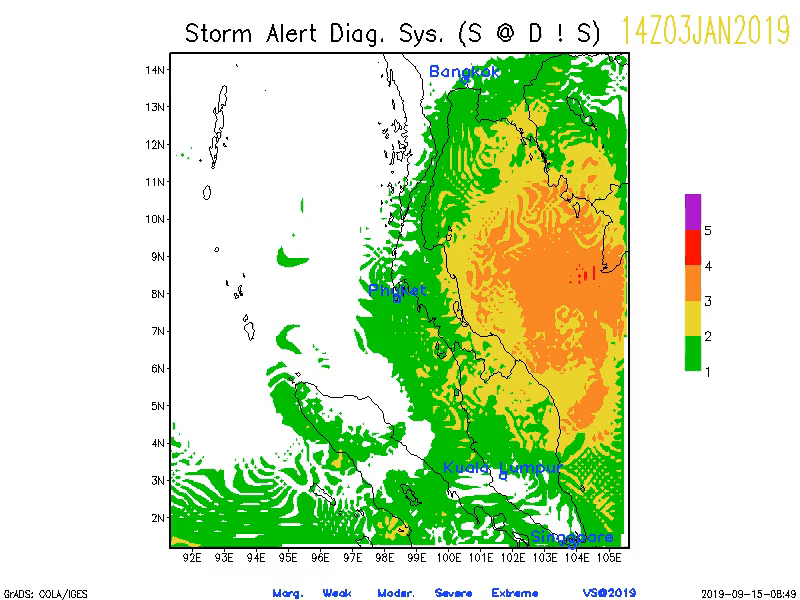 Storm Alert Diag. Sys. (S @ D ! S) 14Z03JAN2019
14N
13N
12N
11N
10N
9N
8N
7N
6N
5N
4N
3N
2N
Bangkok
Phuket
Kuala Lumpur
Singapore
5
4
3
2
1
92E 93E 94E 95E 96E 97E 98E 99E 100E 101E 102E 103E 104E 105E
GrADS: COLA/IGES Marg. Weak Moder. Severe Extreme VS@2019 2019-09-15-08:49